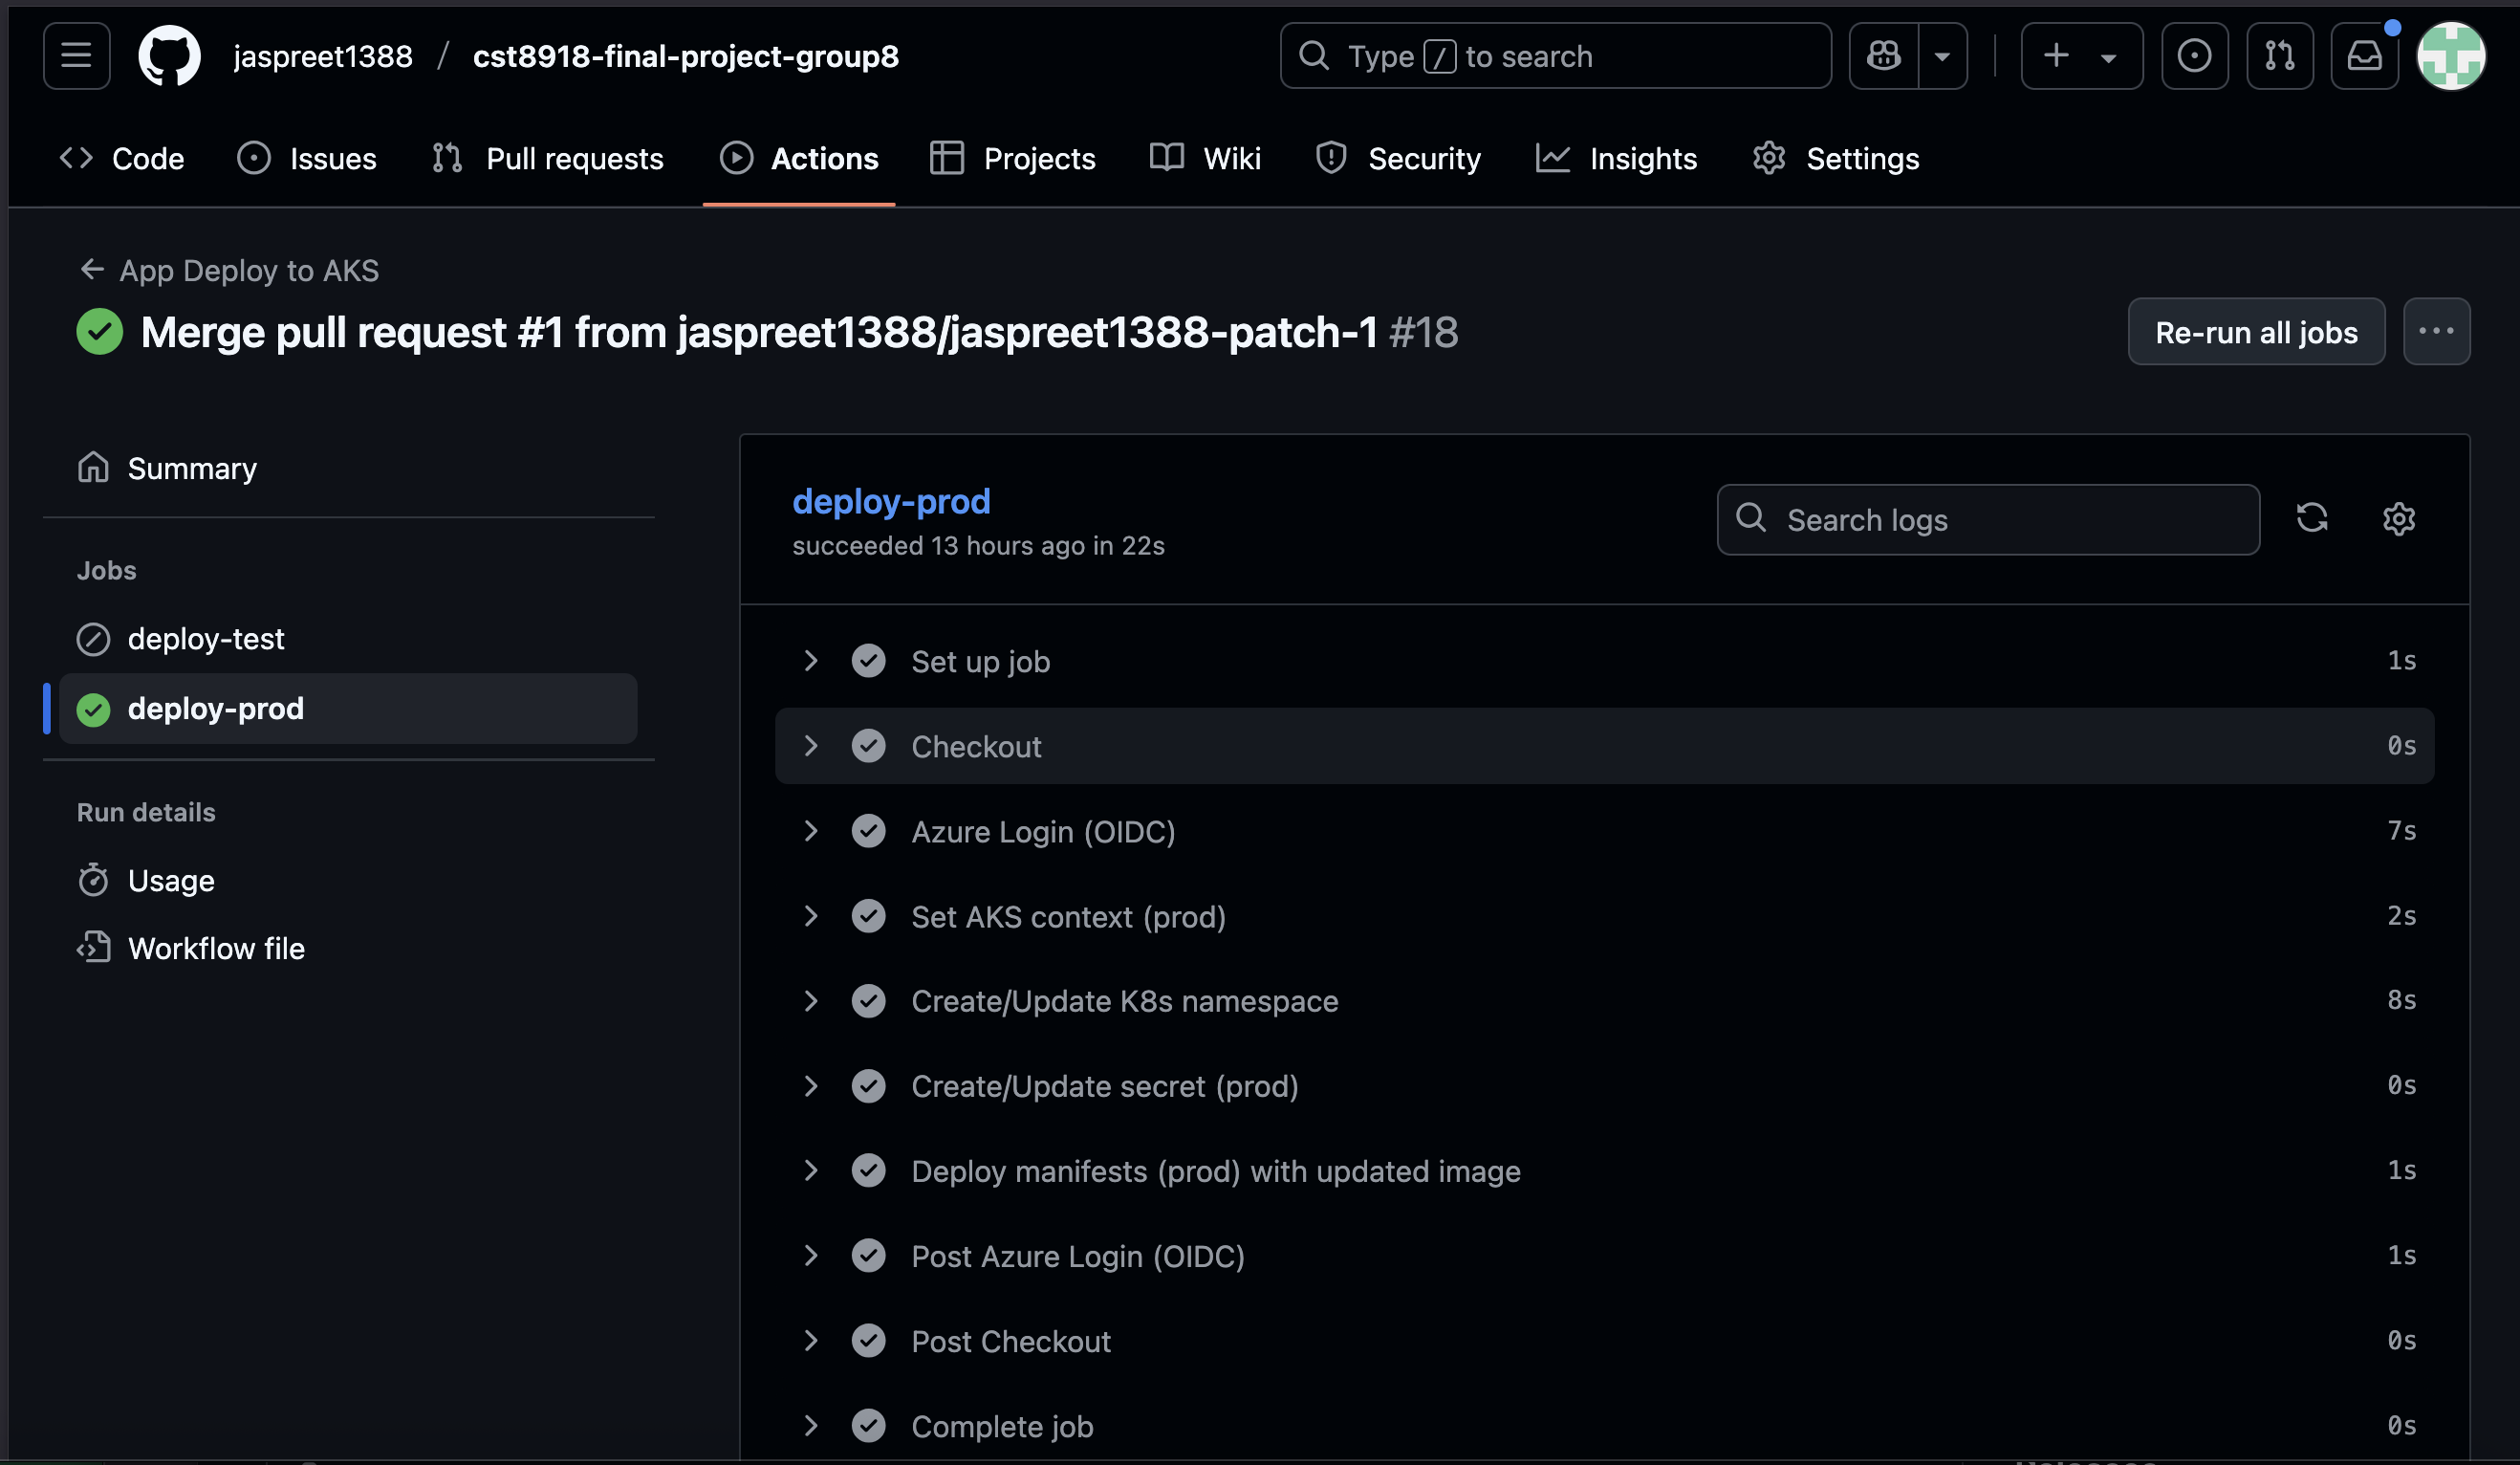 jaspreet1388 / cst8918-final-project-group8
Type / to search
Code
Issues
Pull requests
Actions
Projects
Wiki
Security
Insights
Settings
← App Deploy to AKS
Merge pull request #1 from jaspreet1388/jaspreet1388-patch-1 #18
Re-run all jobs
Summary
Jobs
deploy-test
deploy-prod
Run details
Usage
Workflow file
deploy-prod
succeeded 13 hours ago in 22s
Search logs
Set up job 1s
Checkout 0s
Azure Login (OIDC) 7s
Set AKS context (prod) 2s
Create/Update K8s namespace 8s
Create/Update secret (prod) 0s
Deploy manifests (prod) with updated image 1s
Post Azure Login (OIDC) 1s
Post Checkout 0s
Complete job 0s